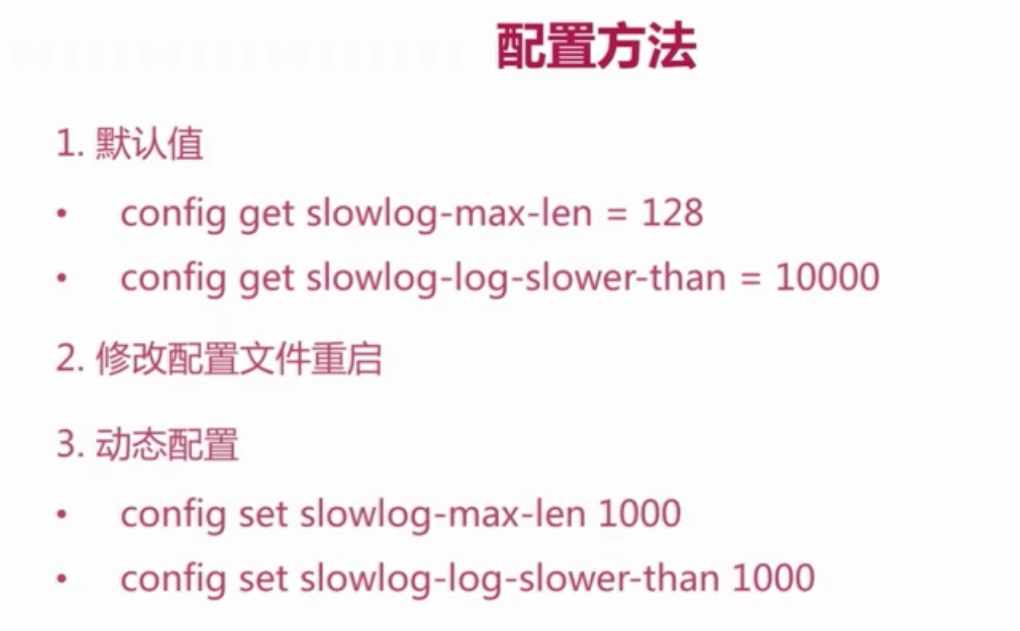 配置方法
1. 默认值
• config get slowlog-max-len = 128
• config get slowlog-log-slower-than = 10000
2. 修改配置文件重启
3. 动态配置
• config set slowlog-max-len 1000
• config set slowlog-log-slower-than 1000